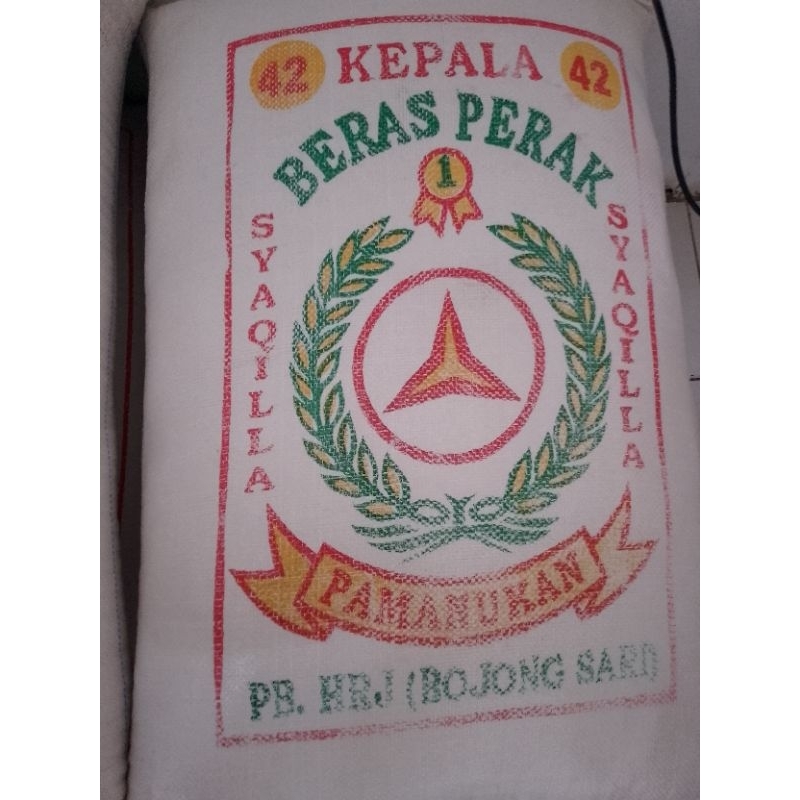 42 KEPALA 42
BERAS PERAK
1
SYAQILLA
SYAQILLA
PAMANUKAN
PB. HRJ (BOJONG SARI)